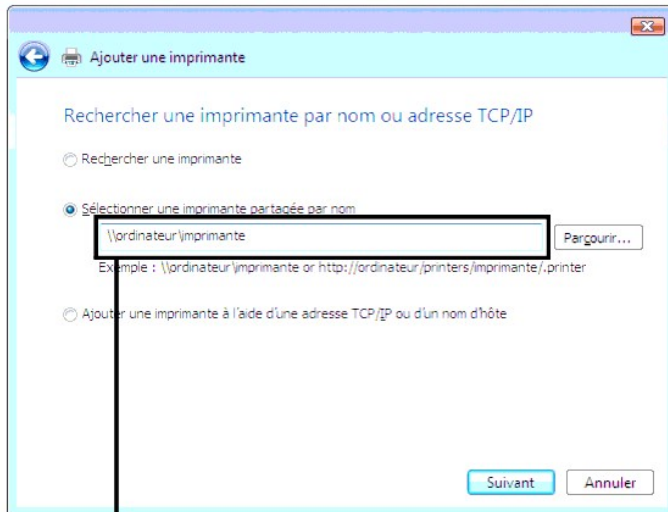 Ajouter une imprimante
Rechercher une imprimante par nom ou adresse TCP/IP
Rechercher une imprimante
Sélectionner une imprimante partagée par nom
\\ordinateur\imprimante
Parcourir...
Exemple : \\ordinateur\imprimante or http://ordinateur/printers/imprimante/.printer
Ajouter une imprimante à l'aide d'une adresse TCP/IP ou d'un nom d'hôte
Suivant Annuler